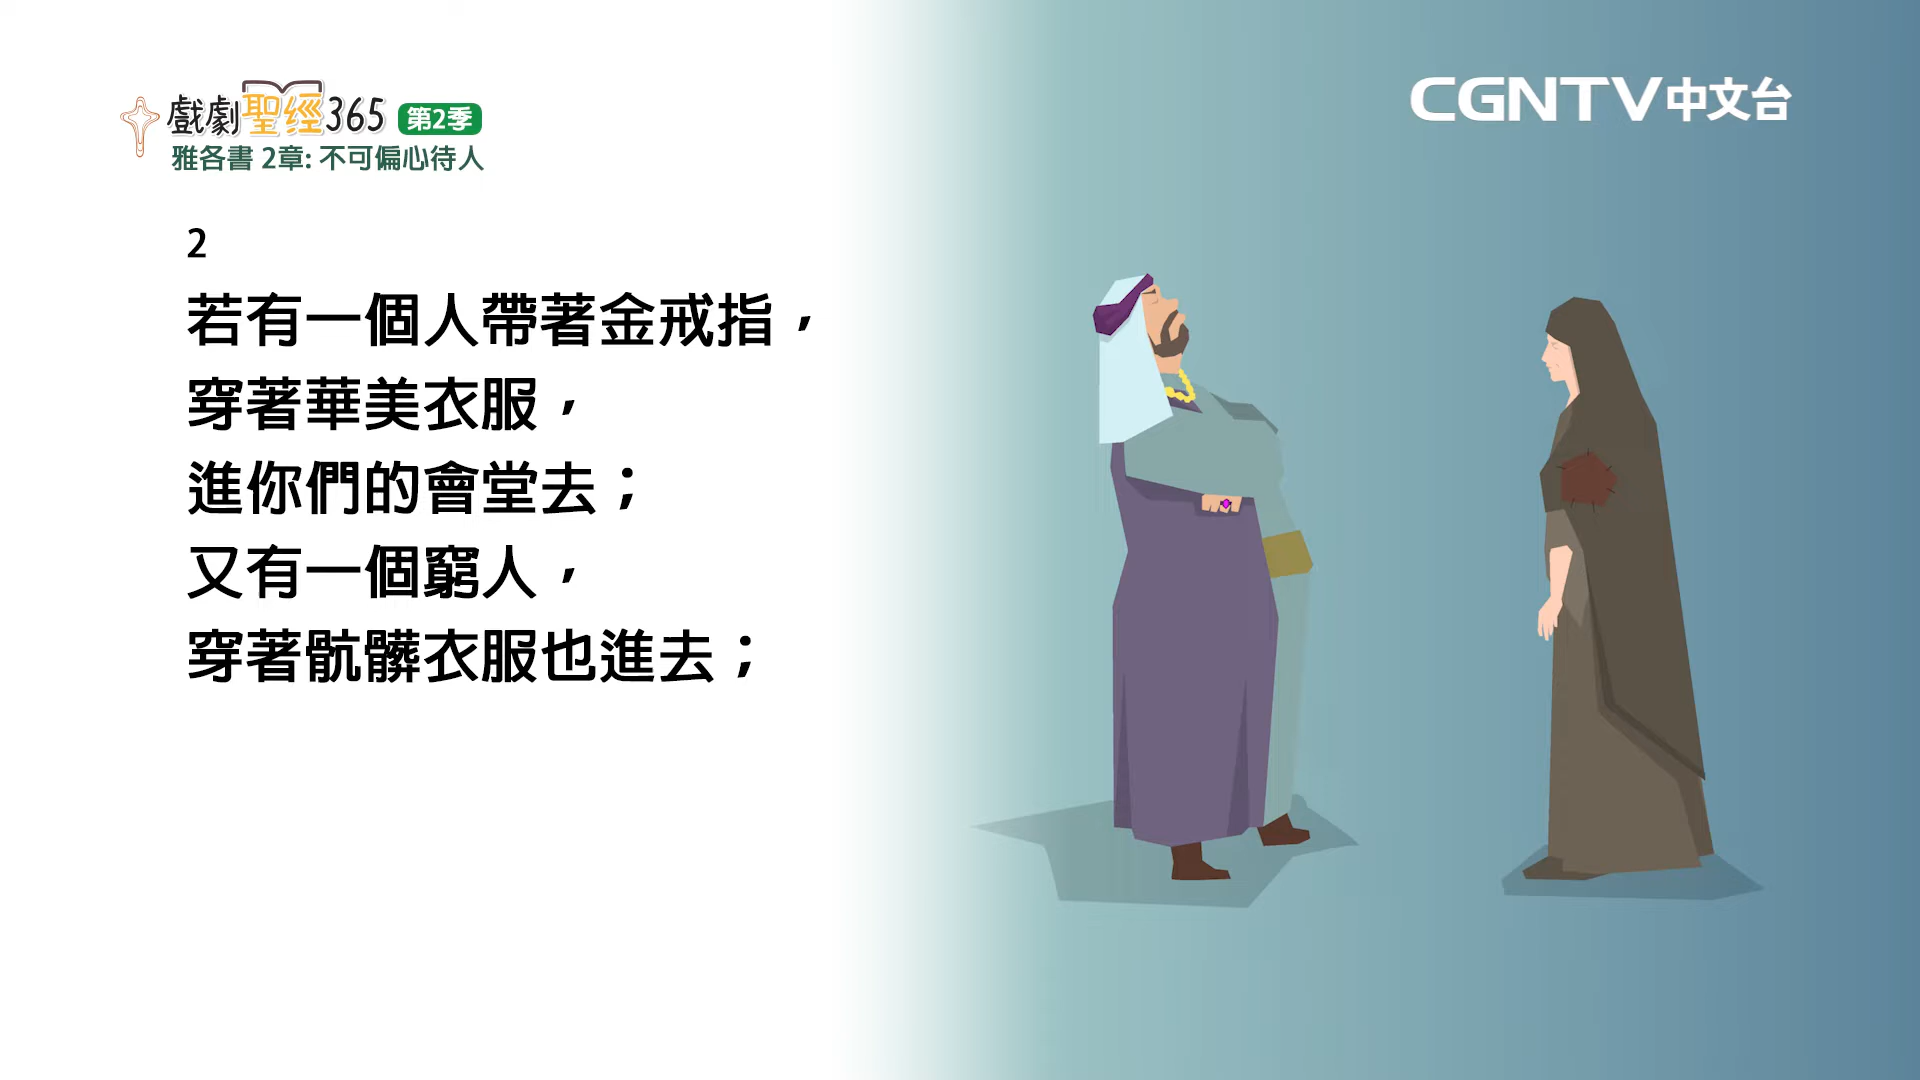 戲劇聖經365 第2季
雅各書 2章: 不可偏心待人
CGNTV中文台
2
若有一個人帶著金戒指，
穿著華美衣服，
進你們的會堂去；
又有一個窮人，
穿著骯髒衣服也進去；